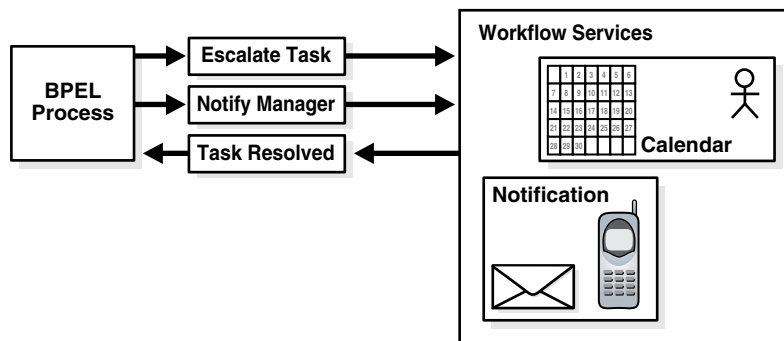 Escalate Task
Workflow Services
BPEL
Process
Notify Manager
Task Resolved
1 2 3 4 5 6
7 8 9 10 11 12 13
14 15 16 17 18 19 20
21 22 23 24 25 26 27
28 29 30
Calendar
Notification